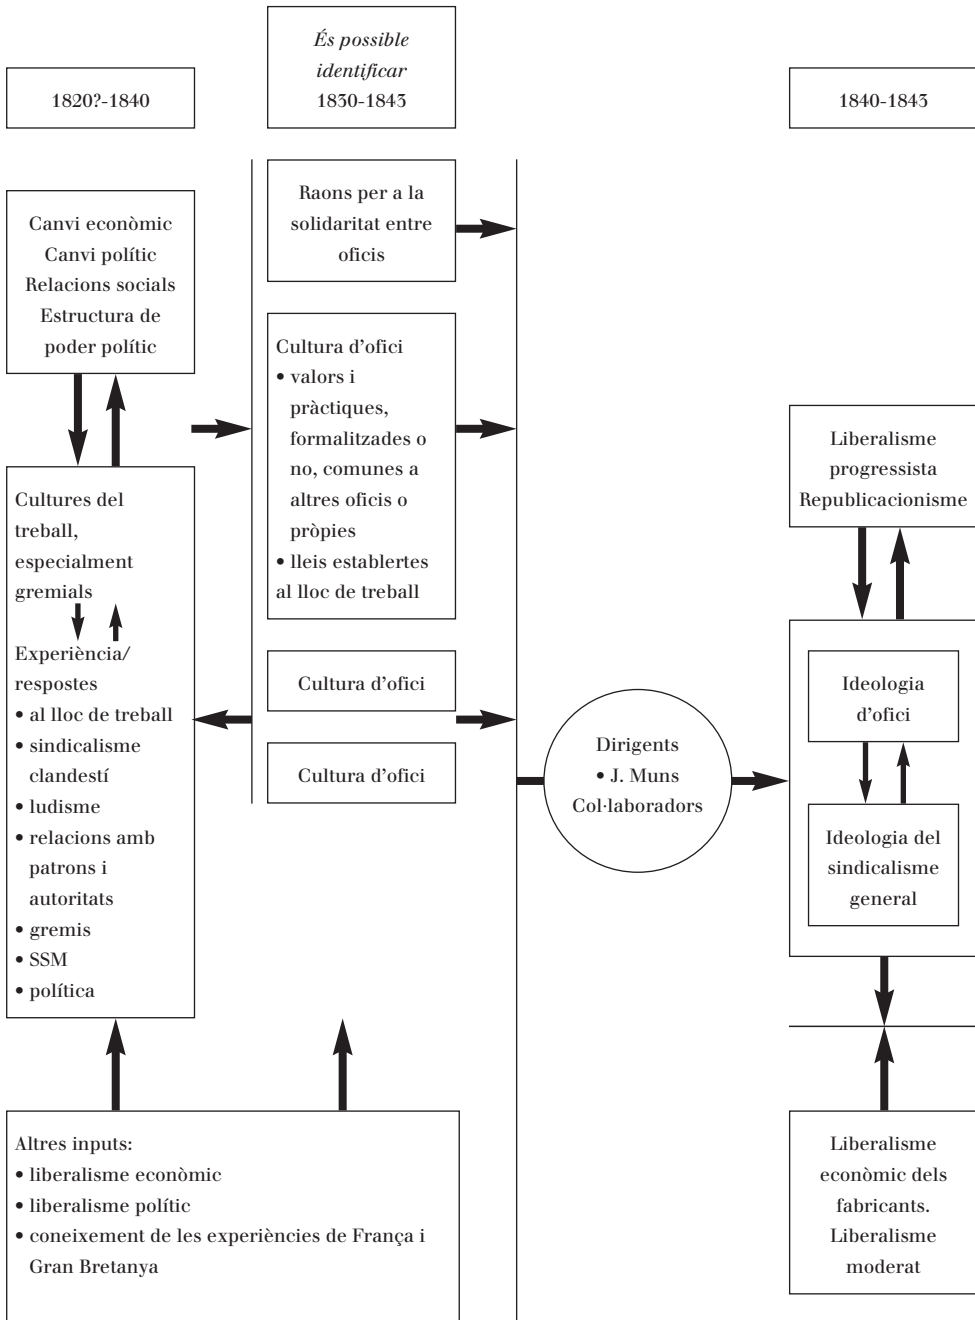 1820?-1840
És possible
identificar
1830-1843
1840-1843
Canvi econòmic
Canvi polític
Relacions socials
Estructura de
poder polític
Cultures del
treball,
especialment
gremials
Experiència/
respostes
• al lloc de treball
• sindicalisme
clandestí
• ludisme
• relacions amb
patrons i
autoritats
• gremis
• SSM
• política
Raons per a la
solidaritat entre
oficis
Cultura d’ofici
• valors i
pràctiques,
formalitzades o
no, comunes a
altres oficis o
pròpies
• lleis establertes
al lloc de treball
Cultura d’ofici
Cultura d’ofici
Altres inputs:
• liberalisme econòmic
• liberalisme polític
• coneixement de les experiències de França i
Gran Bretanya
Dirigents
• J. Muns
Col·laboradors
Liberalisme
progressista
Republicacionisme
Ideologia
d’ofici
Ideologia del
sindicalisme
general
Liberalisme
econòmic dels
fabricants.
Liberalisme
moderat